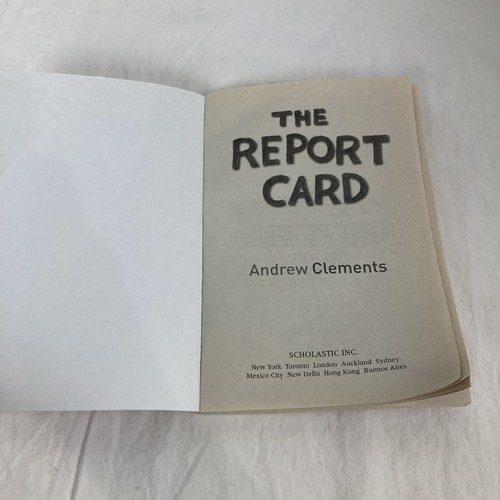 THE
REPORT
CARD
Andrew Clements
SCHOLASTIC INC.
New York Toronto London Auckland Sydney
Mexico City New Delhi Hong Kong Buenos Aires